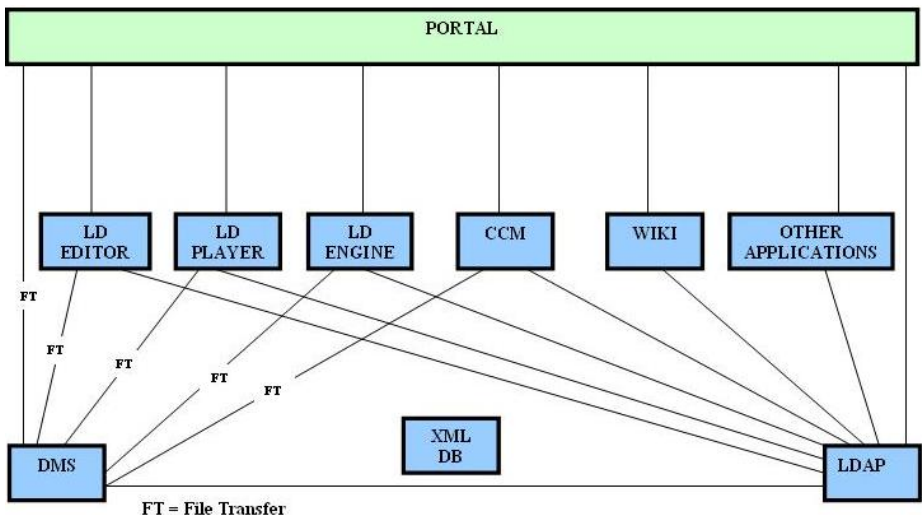 PORTAL
LD
EDITOR
LD
PLAYER
LD
ENGINE
CCM
WIKI
OTHER
APPLICATIONS
FT
FT
FT
FT
FT
XML
DB
DMS
LDAP
FT = File Transfer